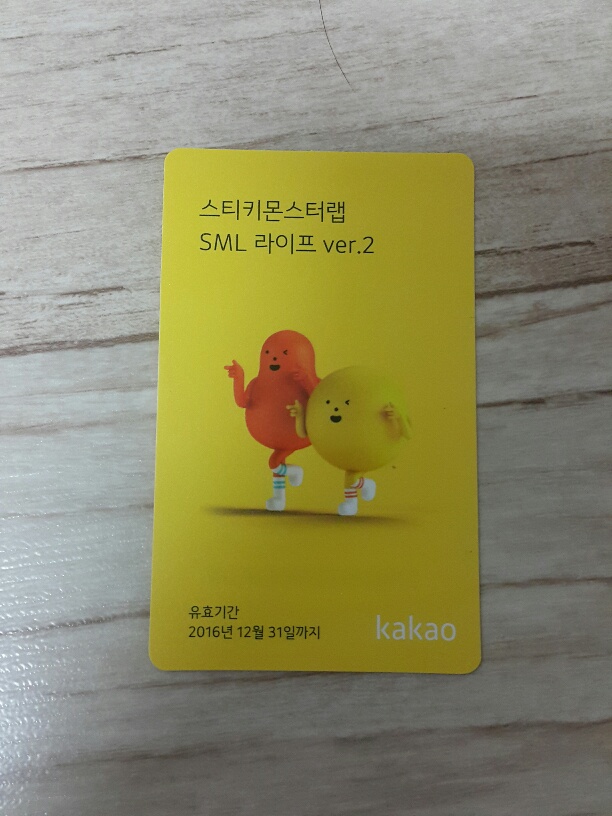 스티키몬스터랩
SML 라이프 ver.2
유효기간
2016년 12월 31일까지
kakao